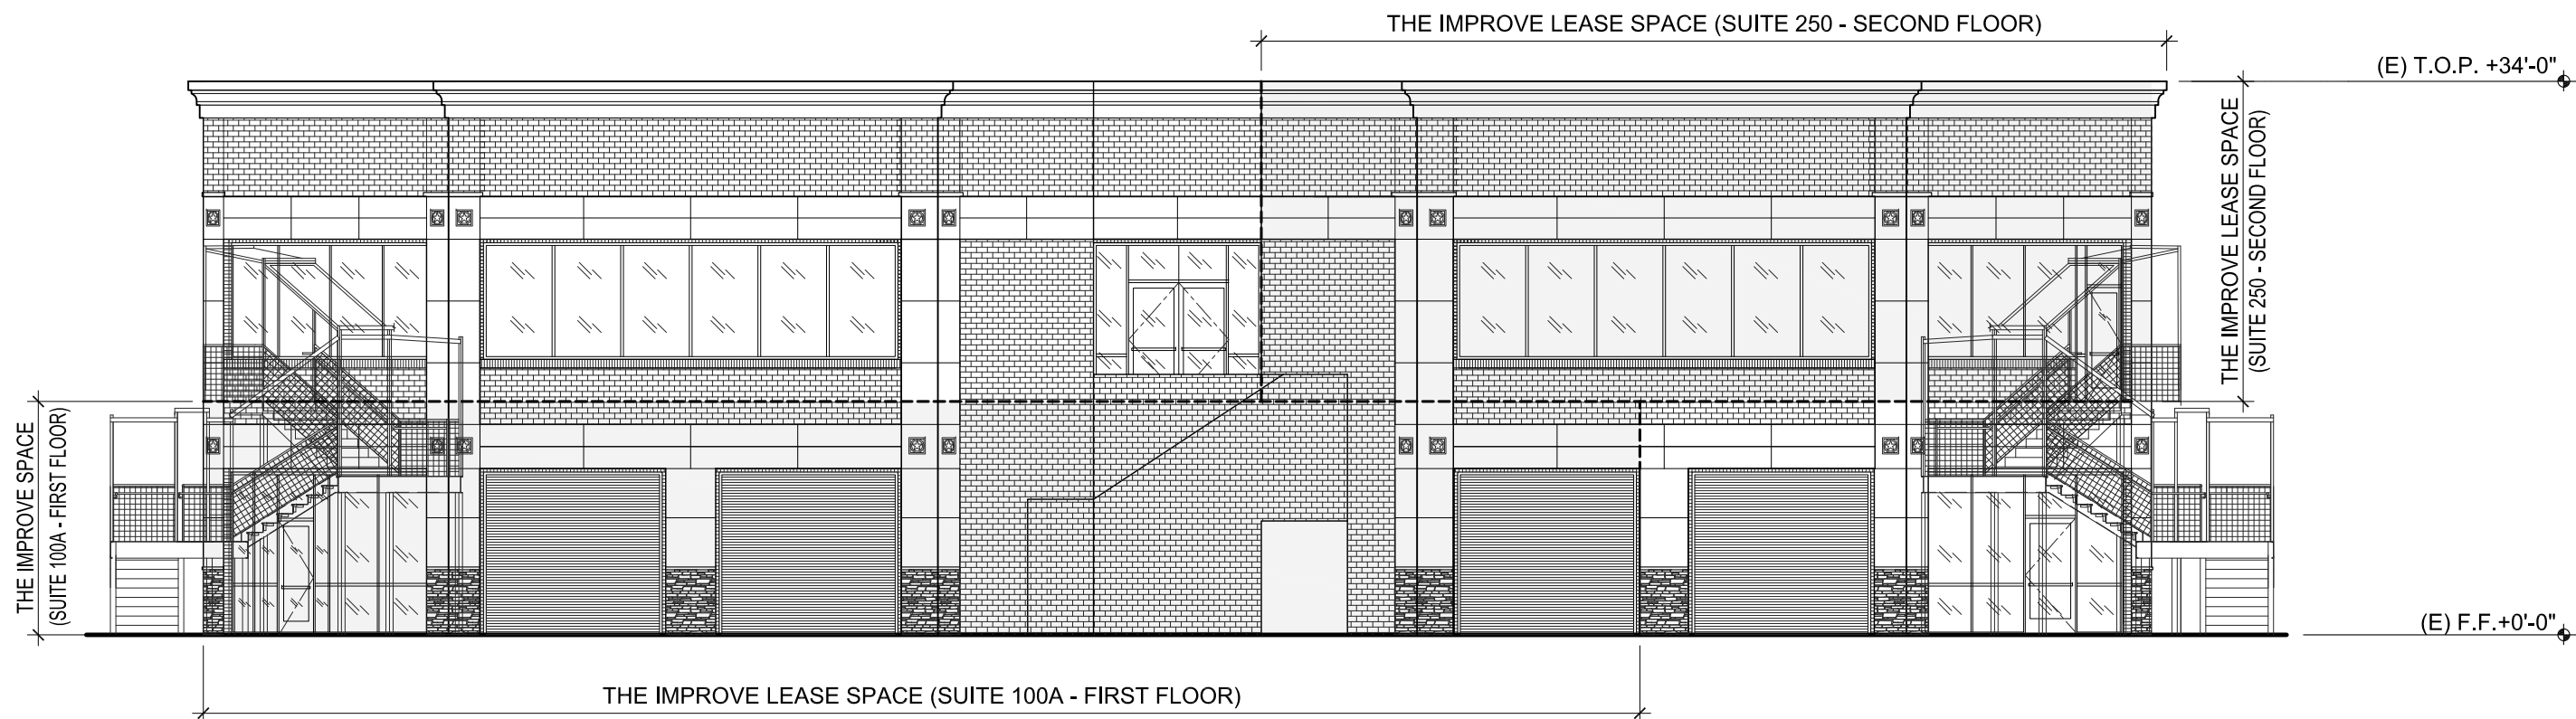 THE IMPROVE LEASE SPACE (SUITE 250 - SECOND FLOOR)
(E) T.O.P. +34'-0"
THE IMPROVE LEASE SPACE
(SUITE 250 - SECOND FLOOR)
THE IMPROVE SPACE
(SUITE 100A - FIRST FLOOR)
(E) F.F.+0'-0"
THE IMPROVE LEASE SPACE (SUITE 100A - FIRST FLOOR)